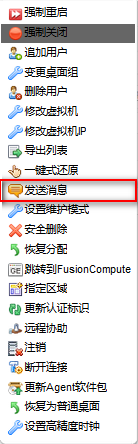 强制重启
强制关闭
追加用户
变更桌面组
删除用户
修改虚拟机
修改虚拟机IP
导出列表
一键式还原
发送消息
设置维护模式
安全删除
恢复分配
GE 跳转到FusionCompute
指定区域
更新认证标识
远程协助
注销
断开连接
更新Agent软件包
恢复为普通桌面
设置高精度时钟